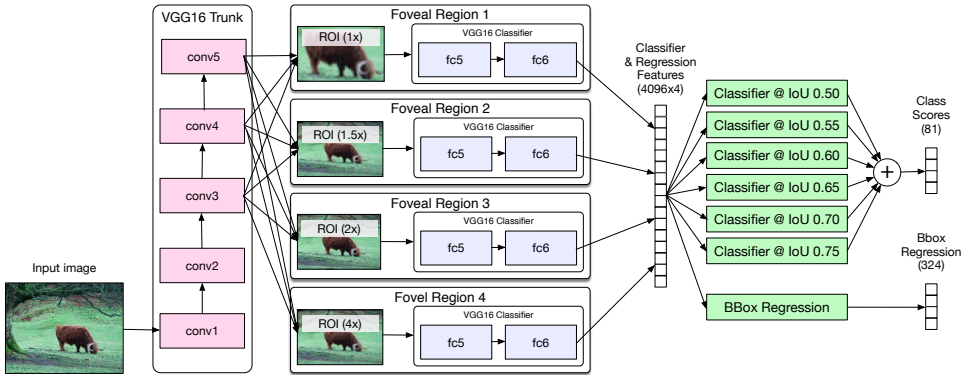 VGG16 Trunk
conv5
conv4
conv3
conv2
conv1
Input image
Foveal Region 1
ROI (1x)
VGG16 Classifier
fc5
fc6
Foveal Region 2
ROI (1.5x)
VGG16 Classifier
fc5
fc6
Foveal Region 3
ROI (2x)
VGG16 Classifier
fc5
fc6
Fovel Region 4
ROI (4x)
VGG16 Classifier
fc5
fc6
Classifier
& Regression
Features
(4096x4)
Classifier @ IoU 0.50
Classifier @ IoU 0.55
Classifier @ IoU 0.60
Classifier @ IoU 0.65
Classifier @ IoU 0.70
Classifier @ IoU 0.75
BBox Regression
+
Class
Scores
(81)
Bbox
Regression
(324)